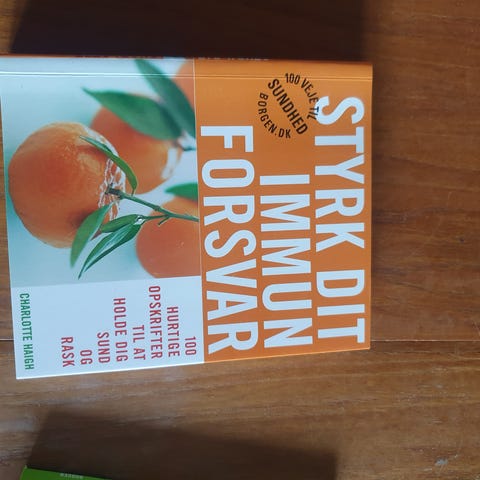 STYRK DIT
IMMUN
FORSVAR
100 VEJE TIL
SUNDHED
BORGEN.DK
100
HURTIGE
OPSKRIFTER
TIL AT
HOLDE DIG
SUND
OG
RASK
CHARLOTTE HAIGH